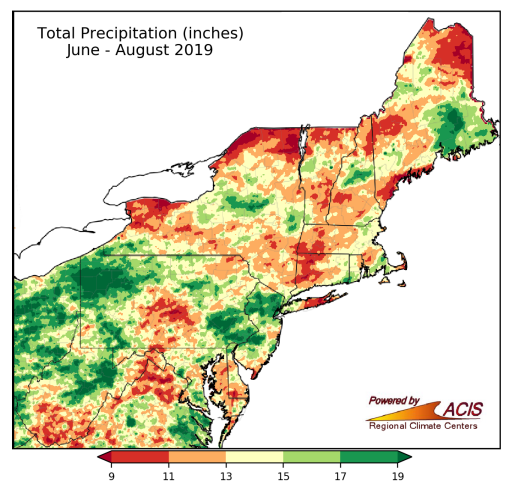 Total Precipitation (inches)
June - August 2019
Powered by
ACIS
Regional Climate Centers
9 11 13 15 17 19